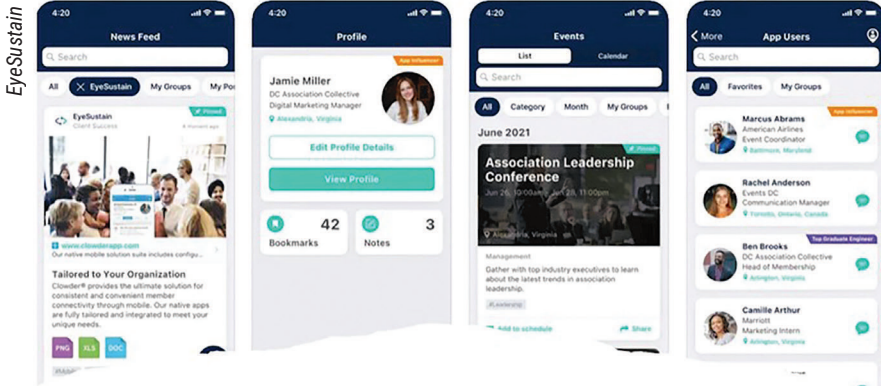 EyeSustain
4:20
News Feed
Search
All
EyeSustain
My Groups
My Po
Pinned
EyeSustain
Client Success
www.clowderapp.com
Our native mobile solution suite includes configu...
Tailored to Your Organization
Clowder® provides the ultimate solution for
consistent and convenient member
connectivity through mobile. Our native apps
are fully tailored and integrated to meet your
unique needs.
PNG
XLS
DOC
4:20
Profile
App Influencer
Jamie Miller
DC Association Collective
Digital Marketing Manager
Alexandria, Virginia
Edit Profile Details
View Profile
42
Bookmarks
3
Notes
4:20
Events
List
Calendar
Search
All
Category
Month
My Groups
June 2021
Pinned
Association Leadership
Conference
Jun 26, 10:00am - Jun 28, 11:00pm
Alexandria, Virginia
Management
Gather with top industry executives to learn
about the latest trends in association
leadership.
#Leadership
Add to schedule
Share
4:20
More
App Users
Search
All
Favorites
My Groups
App Influencer
Marcus Abrams
American Airlines
Event Coordinator
Baltimore, Maryland
Rachel Anderson
Events DC
Communication Manager
Toronto, Ontario, Canada
Top Graduate Engineer
Ben Brooks
DC Association Collective
Head of Membership
Arlington, Virginia
Camille Arthur
Marriott
Marketing Intern
Arlington, Virginia